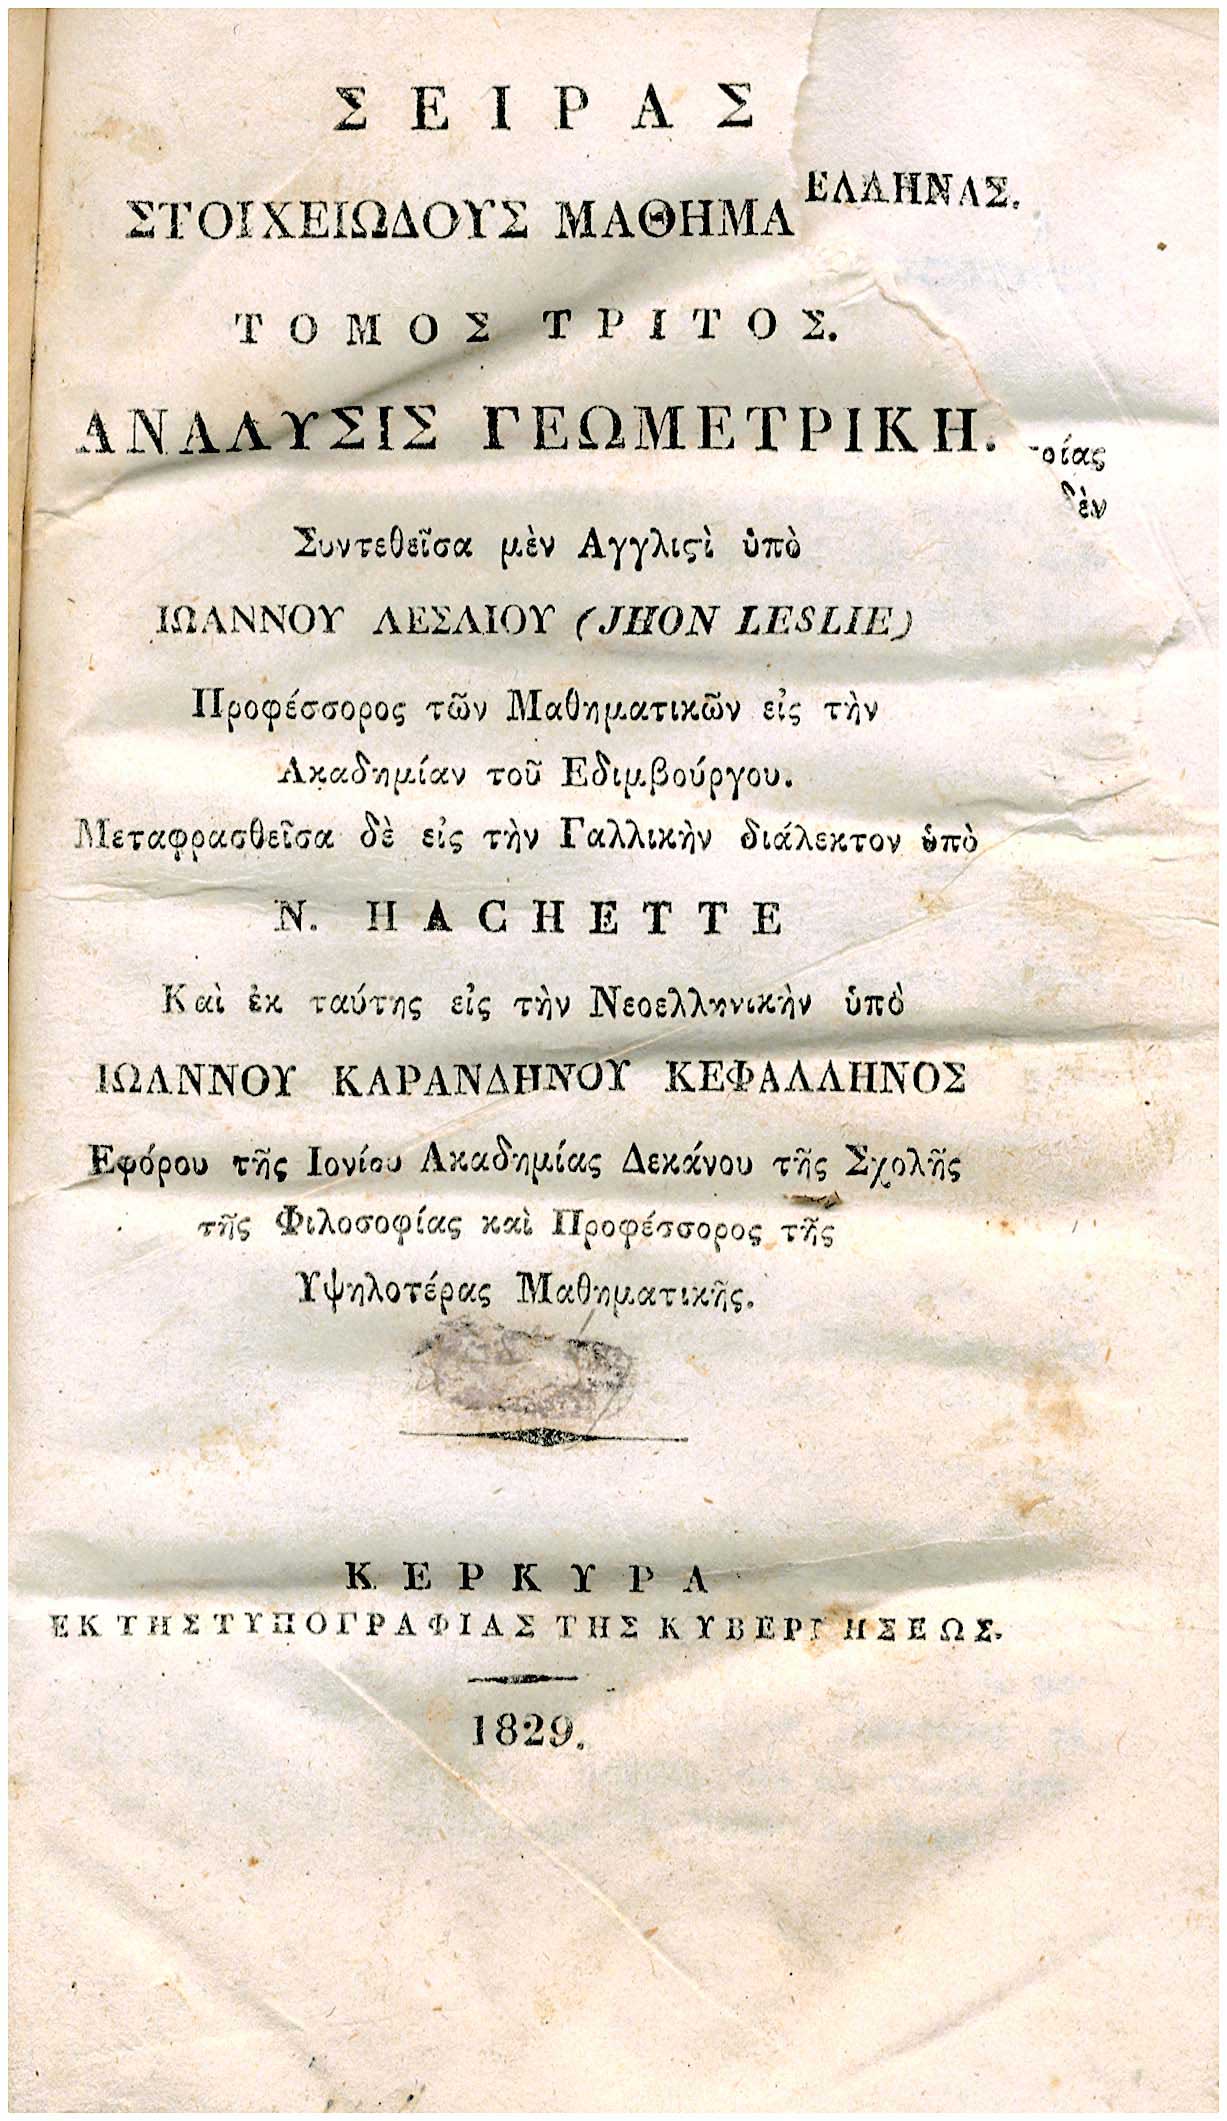 ΣΕΙΡΑΣ
ΣΤΟΙΧΕΙΩΔΟΥΣ ΜΑΘΗΜΑ
ΕΛΛΗΝΑΣ.
ΤΟΜΟΣ ΤΡΙΤΟΣ.
ΑΝΑΛΥΣΙΣ ΓΕΩΜΕΤΡΙΚΗ.
Συντεθεῖσα μὲν Αγγλιϛὶ ὑπὸ
ΙΩΑΝΝΟΥ ΛΕΣΛΙΟΥ (JHON LESLIE)
Προφέσσορος τῶν Μαθηματικῶν εἰς τὴν
Ακαδημίαν τοῦ Εδιμβούργου.
Μεταφρασθεῖσα δὲ εἰς τὴν Γαλλικὴν διάλεκτον ὑπὸ
N. HACHETTE
Καὶ ἐκ ταύτης εἰς τὴν Νεοελληνικὴν ὑπὸ
ΙΩΑΝΝΟΥ ΚΑΡΑΝΔΗΝΟΥ ΚΕΦΑΛΛΗΝΟΣ
Εφόρου τῆς Ιονίου Ακαδημίας Δεκάνου τῆς Σχολῆς
τῆς Φιλοσοφίας καὶ Προφέσσορος τῆς
Υψηλοτέρας Μαθηματικῆς.
ΚΕΡΚΥΡΑ
ΕΚ ΤΗΣ ΤΥΠΟΓΡΑΦΙΑΣ ΤΗΣ ΚΥΒΕΡΝΗΣΕΩΣ.
1829.